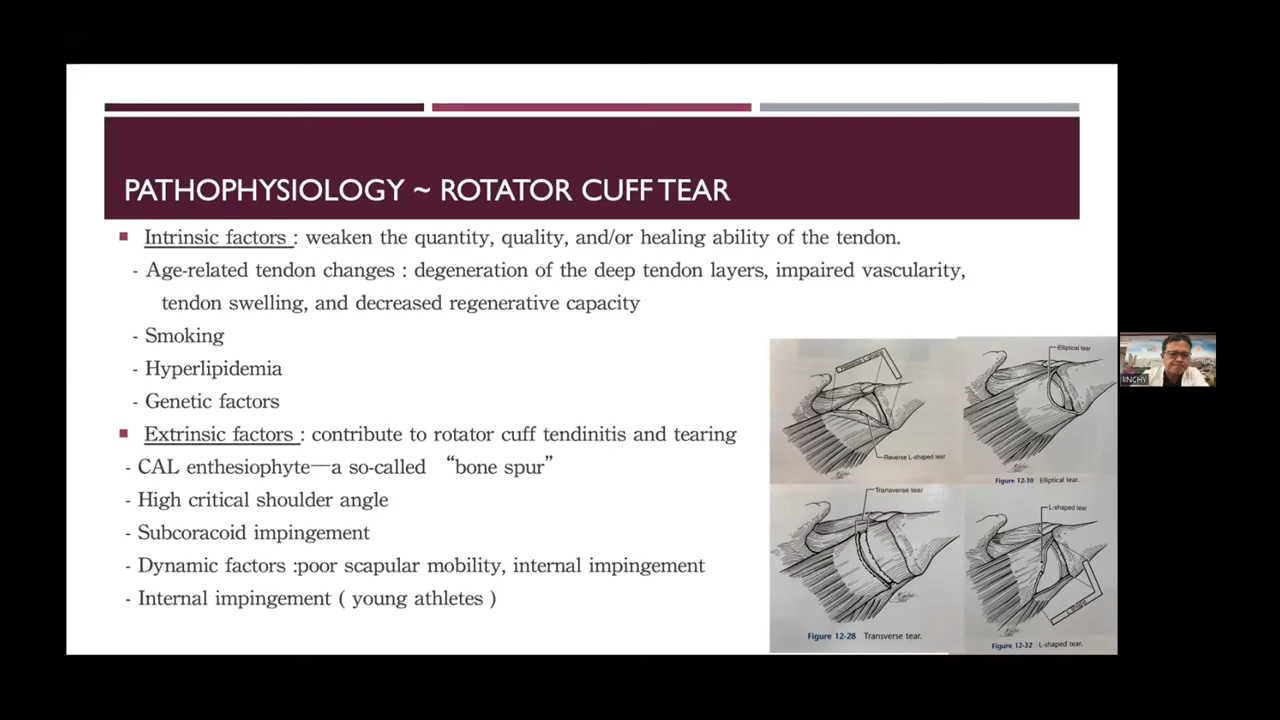 PATHOPHYSIOLOGY ~ ROTATOR CUFF TEAR
▪ Intrinsic factors : weaken the quantity, quality, and/or healing ability of the tendon.
- Age-related tendon changes : degeneration of the deep tendon layers, impaired vascularity,
tendon swelling, and decreased regenerative capacity
- Smoking
- Hyperlipidemia
- Genetic factors
▪ Extrinsic factors : contribute to rotator cuff tendinitis and tearing
- CAL enthesiophyte—a so-called “bone spur”
- High critical shoulder angle
- Subcoracoid impingement
- Dynamic factors :poor scapular mobility, internal impingement
- Internal impingement ( young athletes )
Reverse L-shaped tear
Elliptical tear
Figure 12-30 Elliptical tear.
Transverse tear
Figure 12-28 Transverse tear.
L-shaped tear
Figure 12-32 L-shaped tear.
IINCHY